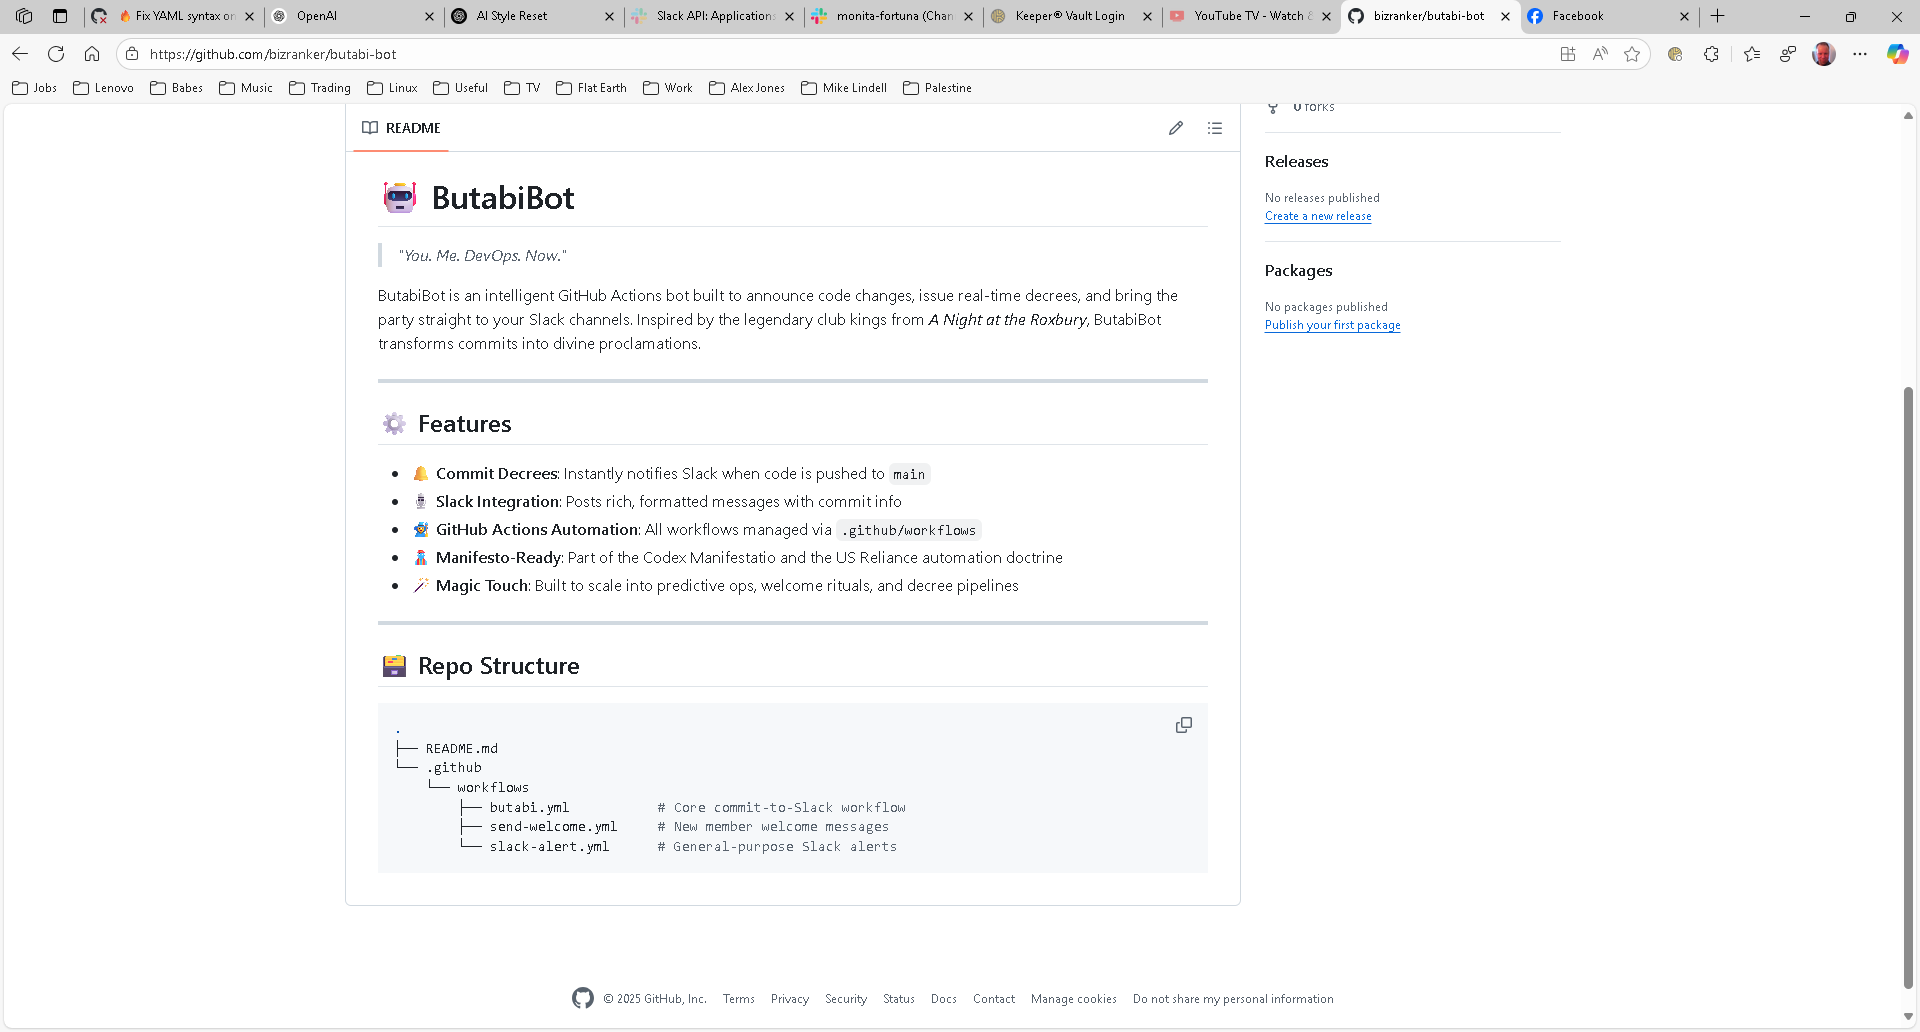 Fix YAML syntax on
OpenAI
AI Style Reset
Slack API: Applications
monita-fortuna (Chan
Keeper® Vault Login
YouTube TV - Watch &
bizranker/butabi-bot
Facebook
https://github.com/bizranker/butabi-bot
Jobs
Lenovo
Babes
Music
Trading
Linux
Useful
TV
Flat Earth
Work
Alex Jones
Mike Lindell
Palestine
README
0 forks
Releases
No releases published
Create a new release
Packages
No packages published
Publish your first package
ButabiBot
"You. Me. DevOps. Now."
ButabiBot is an intelligent GitHub Actions bot built to announce code changes, issue real-time decrees, and bring the
party straight to your Slack channels. Inspired by the legendary club kings from A Night at the Roxbury, ButabiBot
transforms commits into divine proclamations.
Features
Commit Decrees: Instantly notifies Slack when code is pushed to main
Slack Integration: Posts rich, formatted messages with commit info
GitHub Actions Automation: All workflows managed via .github/workflows
Manifesto-Ready: Part of the Codex Manifestatio and the US Reliance automation doctrine
Magic Touch: Built to scale into predictive ops, welcome rituals, and decree pipelines
Repo Structure
.
├── README.md
└── .github
    └── workflows
        ├── butabi.yml           # Core commit-to-Slack workflow
        ├── send-welcome.yml     # New member welcome messages
        └── slack-alert.yml      # General-purpose Slack alerts
© 2025 GitHub, Inc.
Terms
Privacy
Security
Status
Docs
Contact
Manage cookies
Do not share my personal information